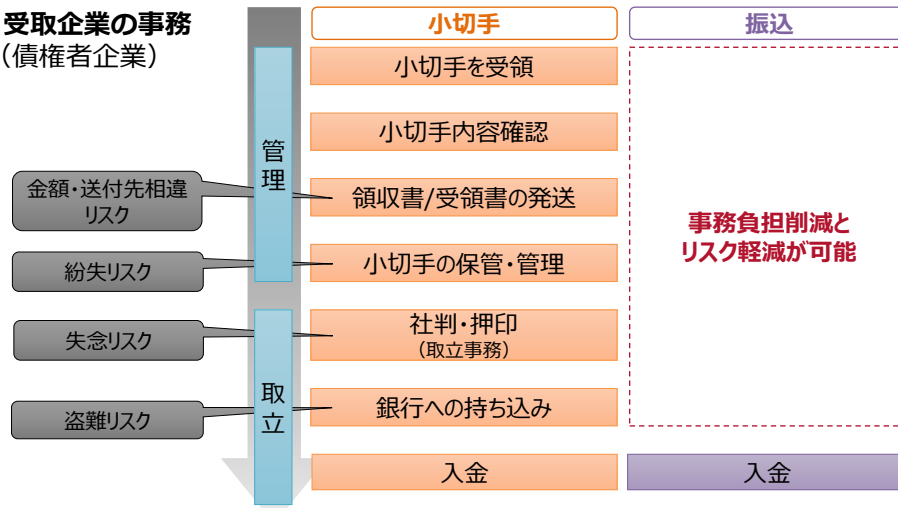 受取企業の事務
（債権者企業）
小切手
振込
管理
取立
小切手を受領
小切手内容確認
金額・送付先相違
リスク
領収書/受領書の発送
紛失リスク
小切手の保管・管理
失念リスク
社判・押印
（取立事務）
盗難リスク
銀行への持ち込み
入金
事務負担削減と
リスク軽減が可能
入金